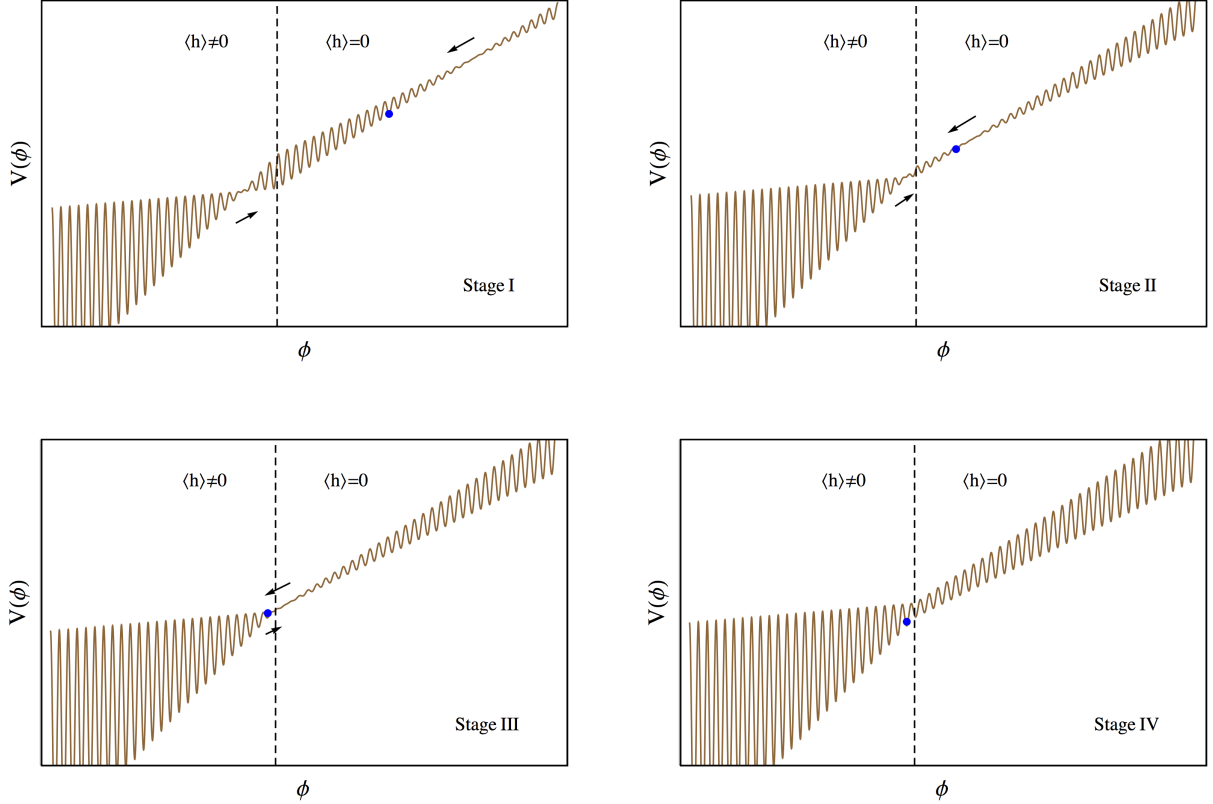 ⟨h⟩≠0 ⟨h⟩=0
V(ϕ)
Stage I
ϕ
⟨h⟩≠0 ⟨h⟩=0
V(ϕ)
Stage II
ϕ
⟨h⟩≠0 ⟨h⟩=0
V(ϕ)
Stage III
ϕ
⟨h⟩≠0 ⟨h⟩=0
V(ϕ)
Stage IV
ϕ